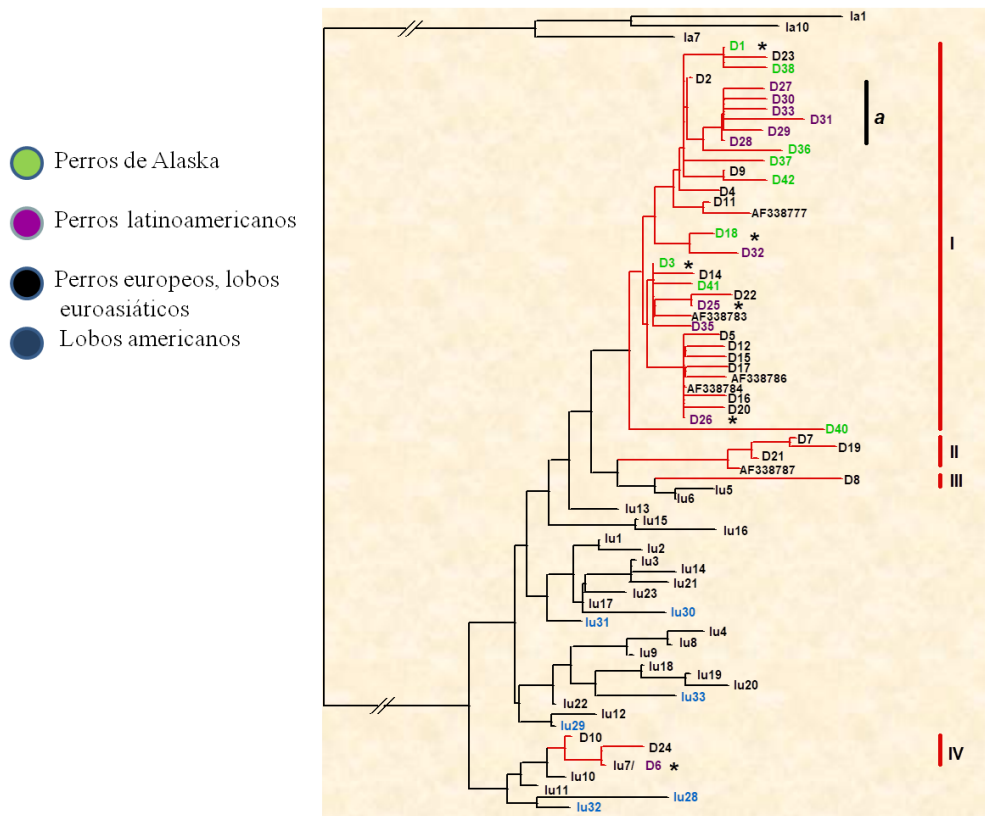 Perros de Alaska
Perros latinoamericanos
Perros europeos, lobos
euroasiáticos
Lobos americanos
la1
la10
la7
D1 *
D23
D38
D2
D27
D30
D33
D31
D29
D28
a
D36
D37
D9
D42
D4
D11
AF338777
D18 *
D32
I
D3 *
D14
D41
D22
D25 *
AF338783
D35
D5
D12
D15
D17
AF338786
AF338784
D16
D20
D26 *
D40
D7
D19
D21
II
AF338787
D8
III
lu5
lu6
lu13
lu15
lu16
lu1
lu2
lu3
lu14
lu21
lu23
lu17
lu30
lu31
lu4
lu8
lu9
lu18
lu19
lu20
lu33
lu22
lu12
lu29
D10
D24
IV
lu7/ D6 *
lu10
lu11
lu28
lu32